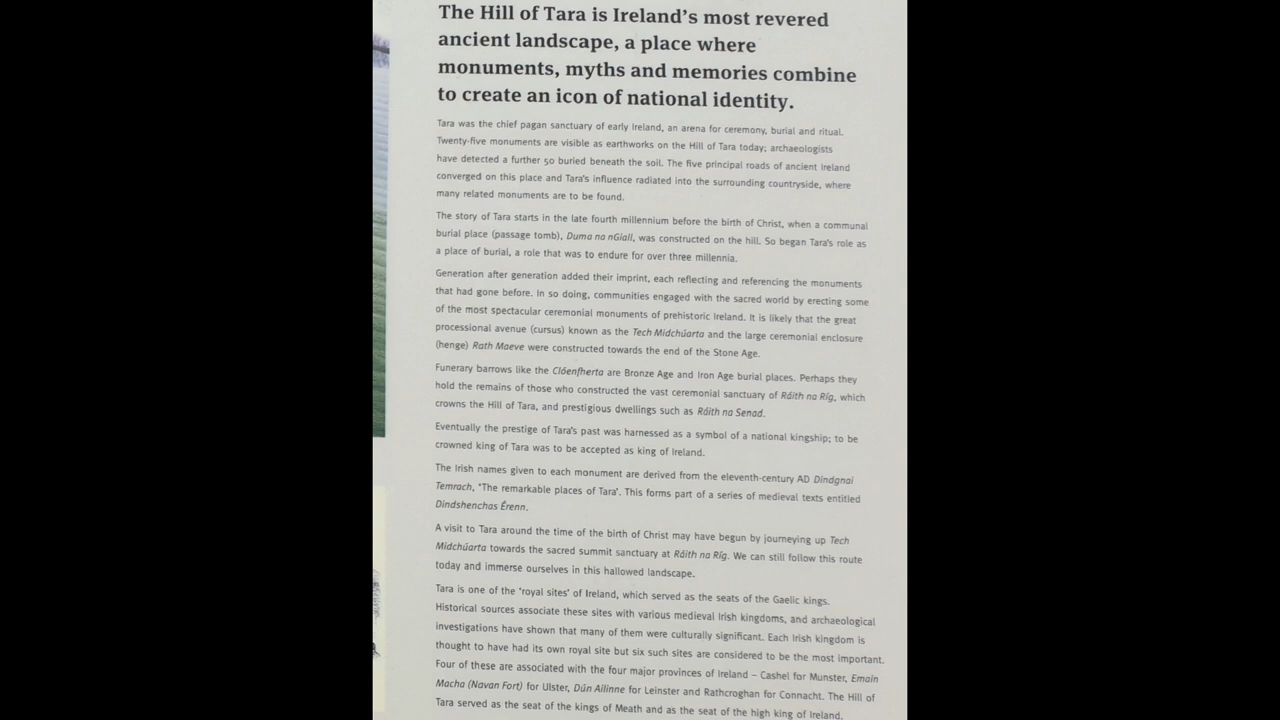 The Hill of Tara is Ireland's most revered
ancient landscape, a place where
monuments, myths and memories combine
to create an icon of national identity.
Tara was the chief pagan sanctuary of early Ireland, an arena for ceremony, burial and ritual.
Twenty-five monuments are visible as earthworks on the Hill of Tara today; archaeologists
have detected a further 50 buried beneath the soil. The five principal roads of ancient Ireland
converged on this place and Tara's influence radiated into the surrounding countryside, where
many related monuments are to be found.
The story of Tara starts in the late fourth millennium before the birth of Christ, when a communal
burial place (passage tomb), Duma na nGiall, was constructed on the hill. So began Tara's role as
a place of burial, a role that was to endure for over three millennia.
Generation after generation added their imprint, each reflecting and referencing the monuments
that had gone before. In so doing, communities engaged with the sacred world by erecting some
of the most spectacular ceremonial monuments of prehistoric Ireland. It is likely that the great
processional avenue (cursus) known as the Tech Midchúarta and the large ceremonial enclosure
(henge) Rath Maeve were constructed towards the end of the Stone Age.
Funerary barrows like the Clóenfherta are Bronze Age and Iron Age burial places. Perhaps they
hold the remains of those who constructed the vast ceremonial sanctuary of Ráith na Ríg, which
crowns the Hill of Tara, and prestigious dwellings such as Ráith na Senad.
Eventually the prestige of Tara's past was harnessed as a symbol of a national kingship; to be
crowned king of Tara was to be accepted as king of Ireland.
The Irish names given to each monument are derived from the eleventh-century AD Dindgnai
Temrach, 'The remarkable places of Tara'. This forms part of a series of medieval texts entitled
Dindshenchas Érenn.
A visit to Tara around the time of the birth of Christ may have begun by journeying up Tech
Midchúarta towards the sacred summit sanctuary at Ráith na Ríg. We can still follow this route
today and immerse ourselves in this hallowed landscape.
Tara is one of the 'royal sites' of Ireland, which served as the seats of the Gaelic kings.
Historical sources associate these sites with various medieval Irish kingdoms, and archaeological
investigations have shown that many of them were culturally significant. Each Irish kingdom is
thought to have had its own royal site but six such sites are considered to be the most important.
Four of these are associated with the four major provinces of Ireland – Cashel for Munster, Emain
Macha (Navan Fort) for Ulster, Dún Ailinne for Leinster and Rathcroghan for Connacht. The Hill of
Tara served as the seat of the kings of Meath and as the seat of the high king of Ireland.